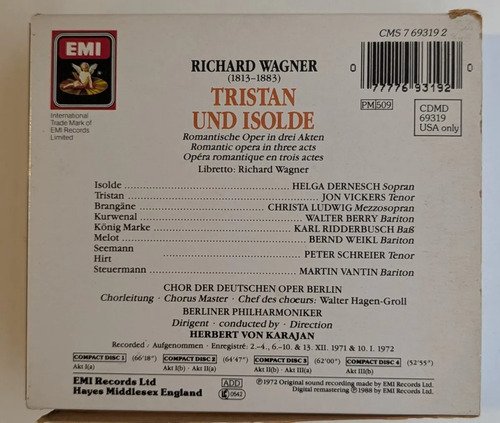 EMI
International
Trade Mark of
EMI Records
Limited
CMS 7 69319 2
0 77776 93192
PM 509
CDMD
69319
USA only
RICHARD WAGNER
(1813-1883)
TRISTAN
UND ISOLDE
Romantische Oper in drei Akten
Romantic opera in three acts
Opéra romantique en trois actes
Libretto: Richard Wagner
Isolde HELGA DERNESCH Sopran
Tristan JON VICKERS Tenor
Brangäne CHRISTA LUDWIG Mezzosopran
Kurwenal WALTER BERRY Bariton
König Marke KARL RIDDERBUSCH Baß
Melot BERND WEIKL Bariton
Seemann
Hirt PETER SCHREIER Tenor
Steuermann MARTIN VANTIN Bariton
CHOR DER DEUTSCHEN OPER BERLIN
Chorleitung · Chorus Master · Chef des chœurs: Walter Hagen-Groll
BERLINER PHILHARMONIKER
Dirigent · conducted by · Direction
HERBERT VON KARAJAN
Recorded · Aufgenommen · Enregistré: 2.-4., 6.-10. & 13. XII. 1971 & 10. I. 1972
COMPACT DISC 1 (66'18") COMPACT DISC 2 (64'47") COMPACT DISC 3 (62'00") COMPACT DISC 4 (52'55")
Akt I(a) Akt I(b) · Akt II(a) Akt II(b) · Akt III(a) Akt III(b)
EMI Records Ltd
Hayes Middlesex England
ADD
0542
℗ 1972 Original sound recording made by EMI Records Ltd.
Digital remastering ℗ 1988 by EMI Records Ltd.